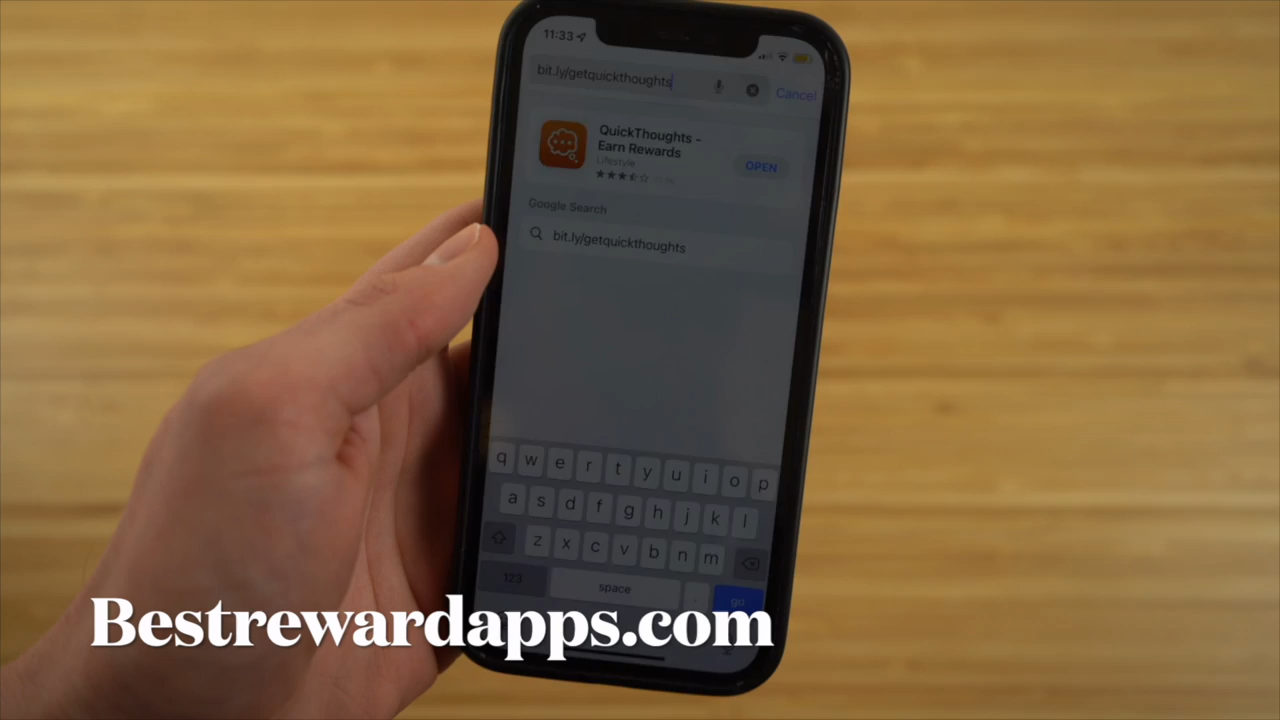 11:33
bit.ly/getquickthoughts
Cancel
QuickThoughts -
Earn Rewards
Lifestyle
OPEN
Google Search
bit.ly/getquickthoughts
q w e r t y u i o p
a s d f g h j k l
z x c v b n m
123
space
.
go
Bestrewardapps.com